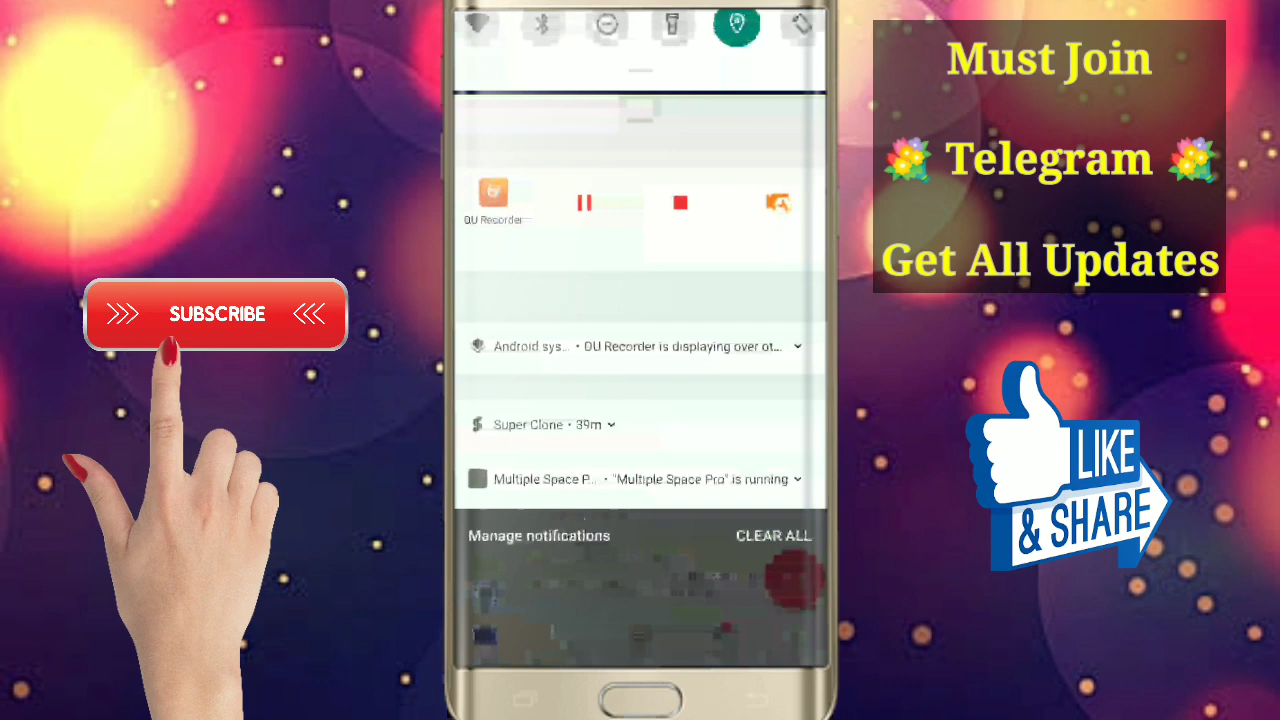 Must Join
💐 Telegram 💐
Get All Updates
DU Recorder
SUBSCRIBE
Android sys... • DU Recorder is displaying over ot...
Super Clone • 39m
Multiple Space P... • "Multiple Space Pro" is running
Manage notifications
CLEAR ALL
LIKE
& SHARE